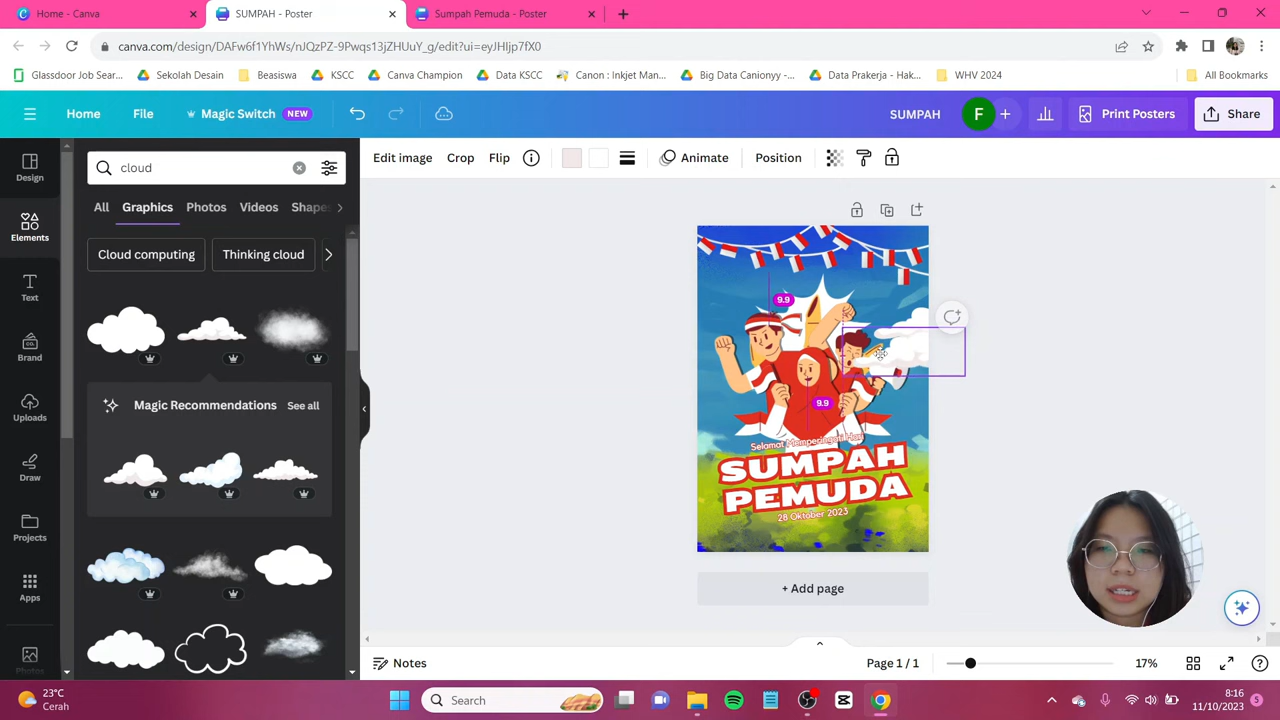 Home - Canva
SUMPAH - Poster
Sumpah Pemuda - Poster
canva.com/design/DAFw6f1YhWs/nJQzPZ-9Pwqs13jZHUuY_g/edit?ui=eyJHIjp7fX0
Glassdoor Job Sear...
Sekolah Desain
Beasiswa
KSCC
Canva Champion
Data KSCC
Canon : Inkjet Man...
Big Data Canionyy -...
Data Prakerja - Hak...
WHV 2024
All Bookmarks
Home
File
Magic Switch
NEW
SUMPAH
F
Print Posters
Share
Design
Elements
Text
Brand
Uploads
Draw
Projects
Apps
Photos
cloud
All
Graphics
Photos
Videos
Shape
Cloud computing
Thinking cloud
Magic Recommendations
See all
Edit image
Crop
Flip
Animate
Position
9.9
9.9
Selamat Memperingati Hari
SUMPAH
PEMUDA
28 Oktober 2023
+ Add page
Notes
Page 1 / 1
17%
23°C
Cerah
Search
8:16
11/10/2023
5